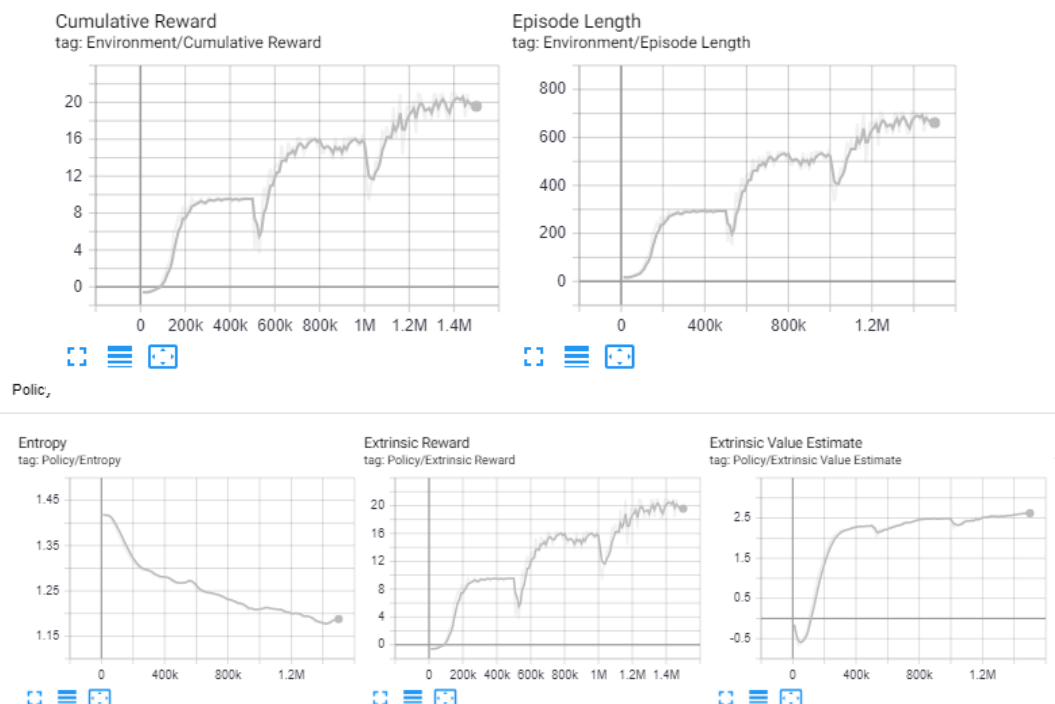 Cumulative Reward
tag: Environment/Cumulative Reward
20
16
12
8
4
0
0 200k 400k 600k 800k 1M 1.2M 1.4M
Episode Length
tag: Environment/Episode Length
800
600
400
200
0
0 400k 800k 1.2M
Polic,
Entropy
tag: Policy/Entropy
1.45
1.35
1.25
1.15
0 400k 800k 1.2M
Extrinsic Reward
tag: Policy/Extrinsic Reward
20
16
12
8
4
0
0 200k 400k 600k 800k 1M 1.2M 1.4M
Extrinsic Value Estimate
tag: Policy/Extrinsic Value Estimate
2.5
1.5
0.5
-0.5
0 400k 800k 1.2M